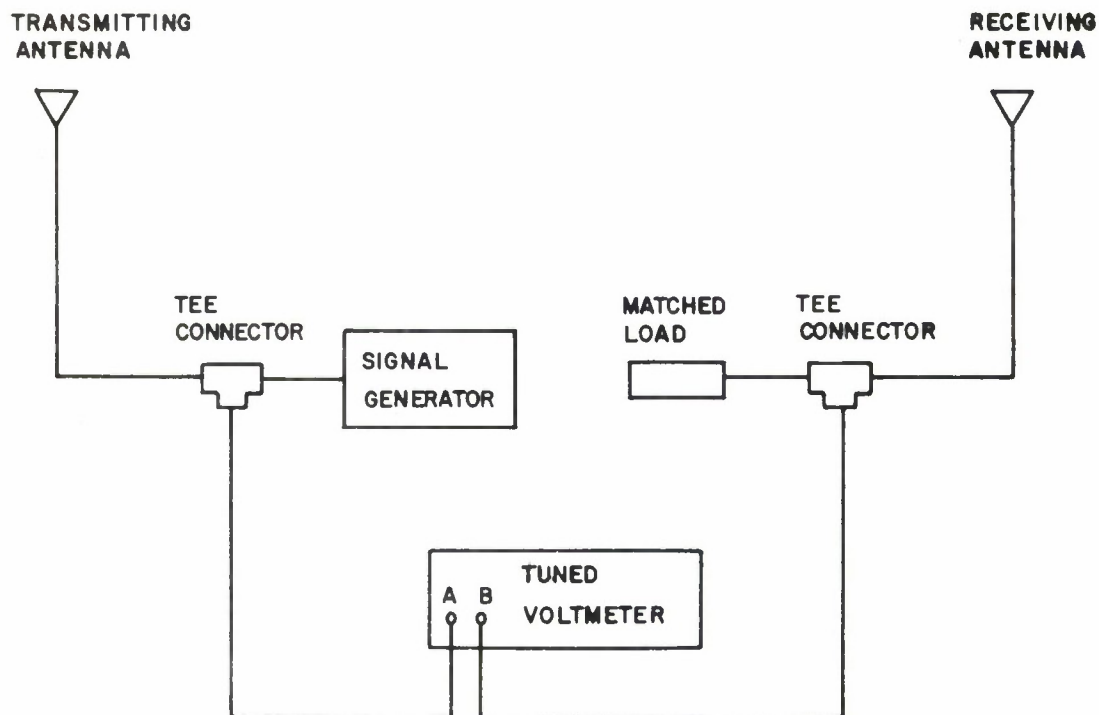 TRANSMITTING
ANTENNA
RECEIVING
ANTENNA
TEE
CONNECTOR
SIGNAL
GENERATOR
MATCHED
LOAD
TEE
CONNECTOR
TUNED
VOLTMETER
A B